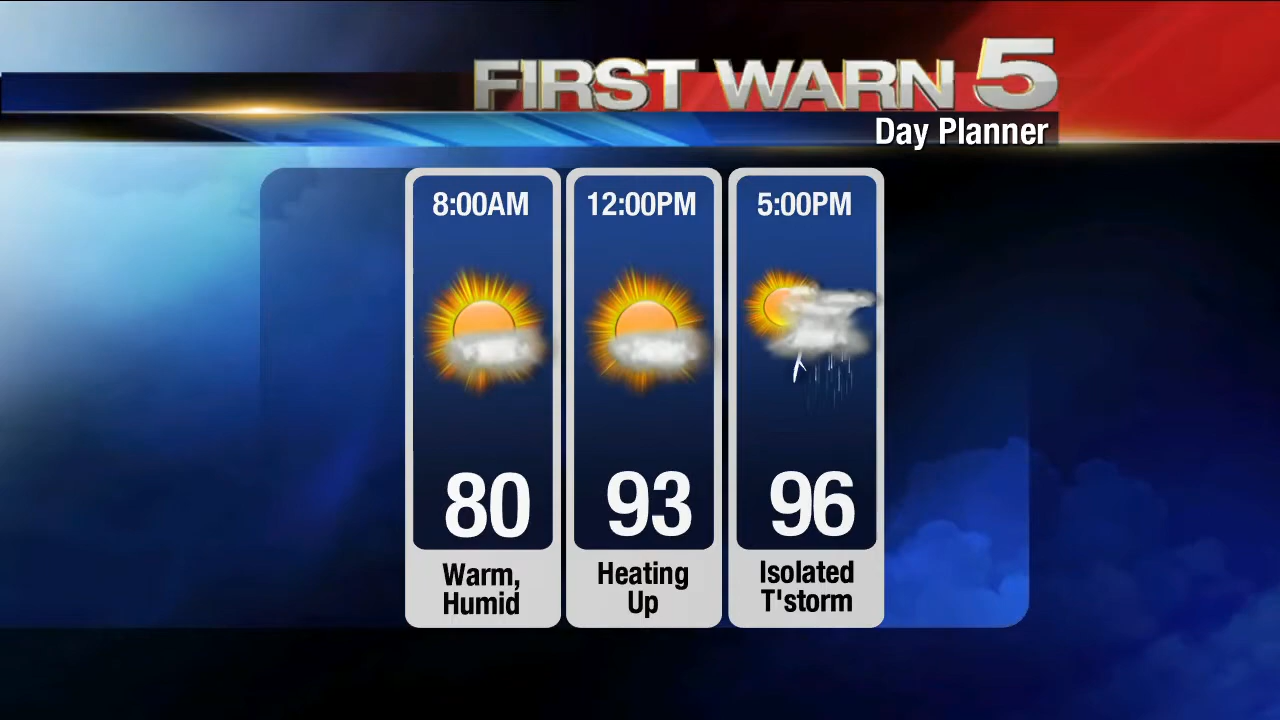 FIRST WARN 5
Day Planner
8:00AM
80
Warm,
Humid
12:00PM
93
Heating
Up
5:00PM
96
Isolated
T'storm